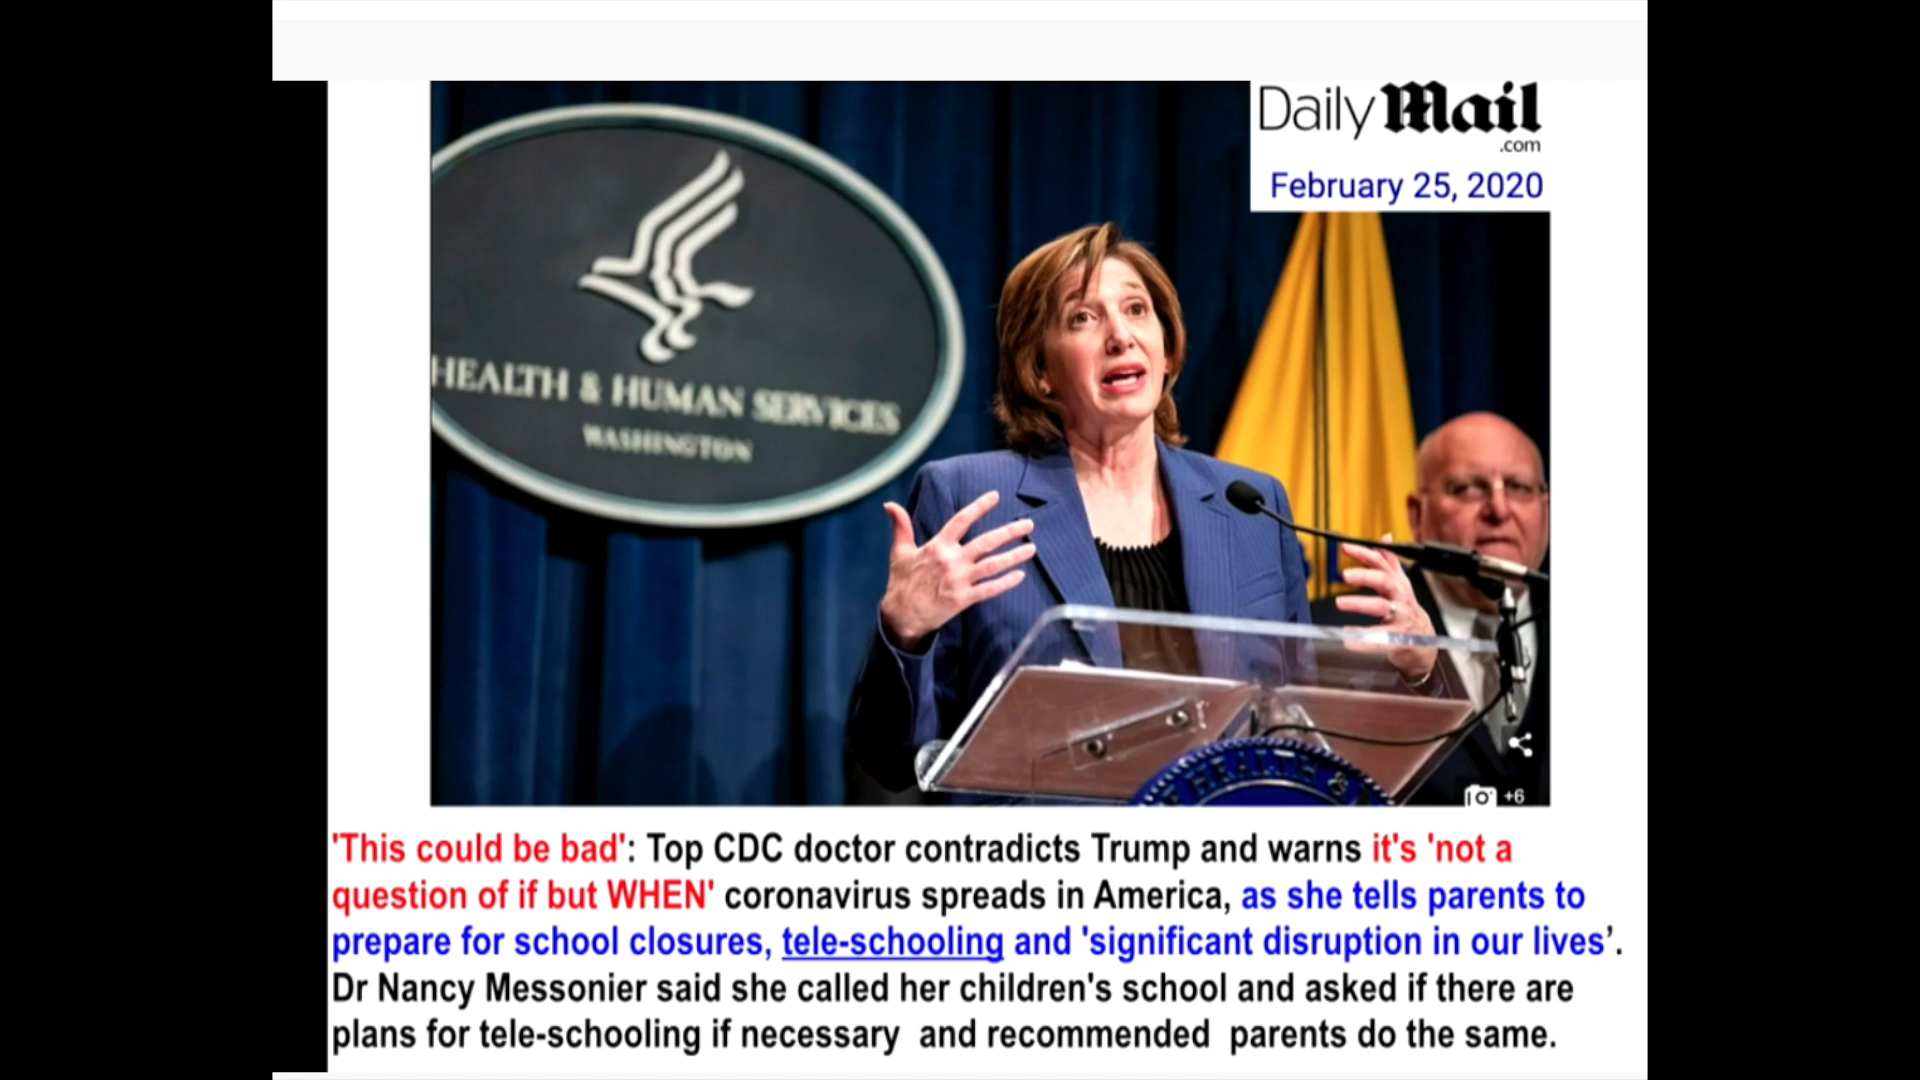 Daily Mail
.com
February 25, 2020
HEALTH & HUMAN SERVICES
WASHINGTON
HEALTH &
+6
'This could be bad': Top CDC doctor contradicts Trump and warns it's 'not a
question of if but WHEN' coronavirus spreads in America, as she tells parents to
prepare for school closures, tele-schooling and 'significant disruption in our lives’.
Dr Nancy Messonier said she called her children's school and asked if there are
plans for tele-schooling if necessary and recommended parents do the same.